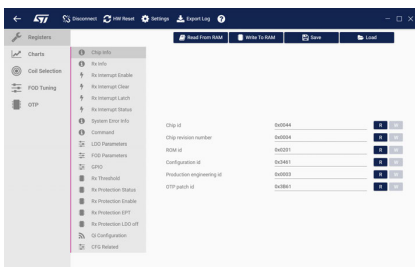 ST Disconnect HW Reset Settings Export Log
Registers
Charts
Coil Selection
FOD Tuning
OTP
Chip Info
Rx Info
Rx Interrupt Enable
Rx Interrupt Clear
Rx Interrupt Latch
Rx Interrupt Status
System Error Info
Command
LDO Parameters
FOD Parameters
GPIO
Rx Threshold
Rx Protection Status
Rx Protection Enable
Rx Protection EPT
Rx Protection LDO off
Qi Configuration
CFG Related
Read From RAM Write To RAM Save Load
Chip id 0x0044 R W
Chip revision number 0x0004 R W
ROM id 0x0201 R W
Configuration id 0x3461 R W
Production engineering id 0x0003 R W
OTP patch id 0x3B61 R W